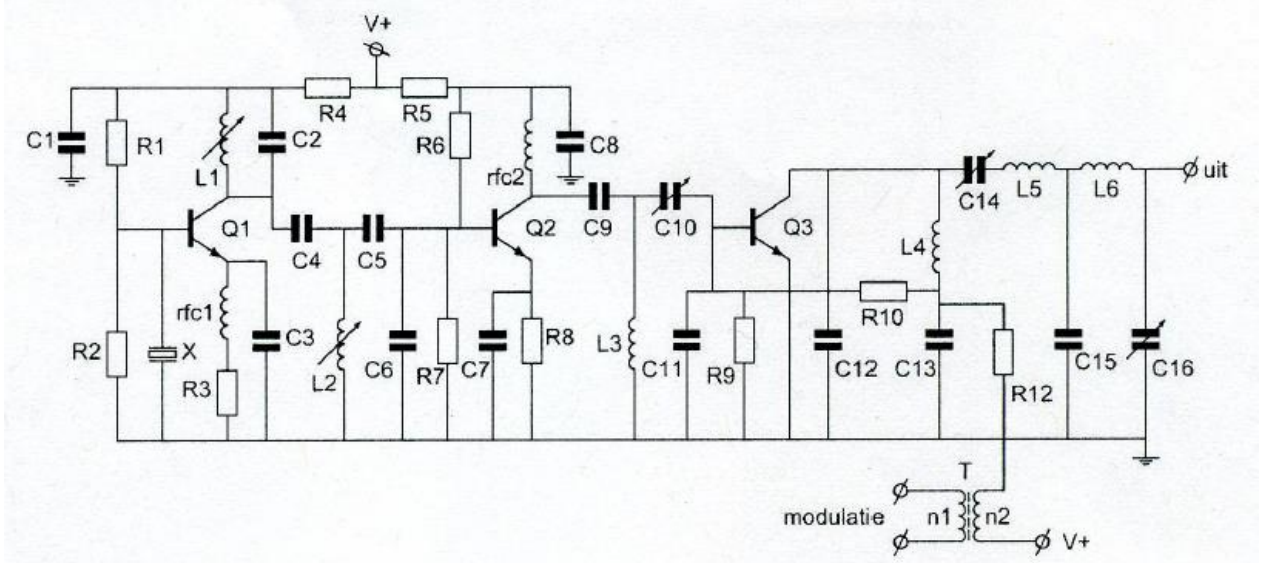 V+
R4
R5
C1
R1
L1
C2
R6
rfc2
C8
uit
Q1
C4
C5
Q2
C9
C10
Q3
C14
L5
L6
L4
rfc1
R2
X
C3
R3
L2
C6
R7
C7
R8
L3
C11
R9
R10
C12
C13
R12
C15
C16
T
modulatie
n1
n2
V+